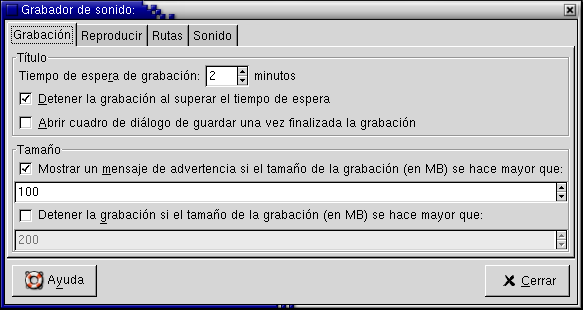 Grabador de sonido:
Grabación Reproducir Rutas Sonido
Título
Tiempo de espera de grabación: 2 minutos
Detener la grabación al superar el tiempo de espera
Abrir cuadro de diálogo de guardar una vez finalizada la grabación
Tamaño
Mostrar un mensaje de advertencia si el tamaño de la grabación (en MB) se hace mayor que:
100
Detener la grabación si el tamaño de la grabación (en MB) se hace mayor que:
200
Ayuda Cerrar